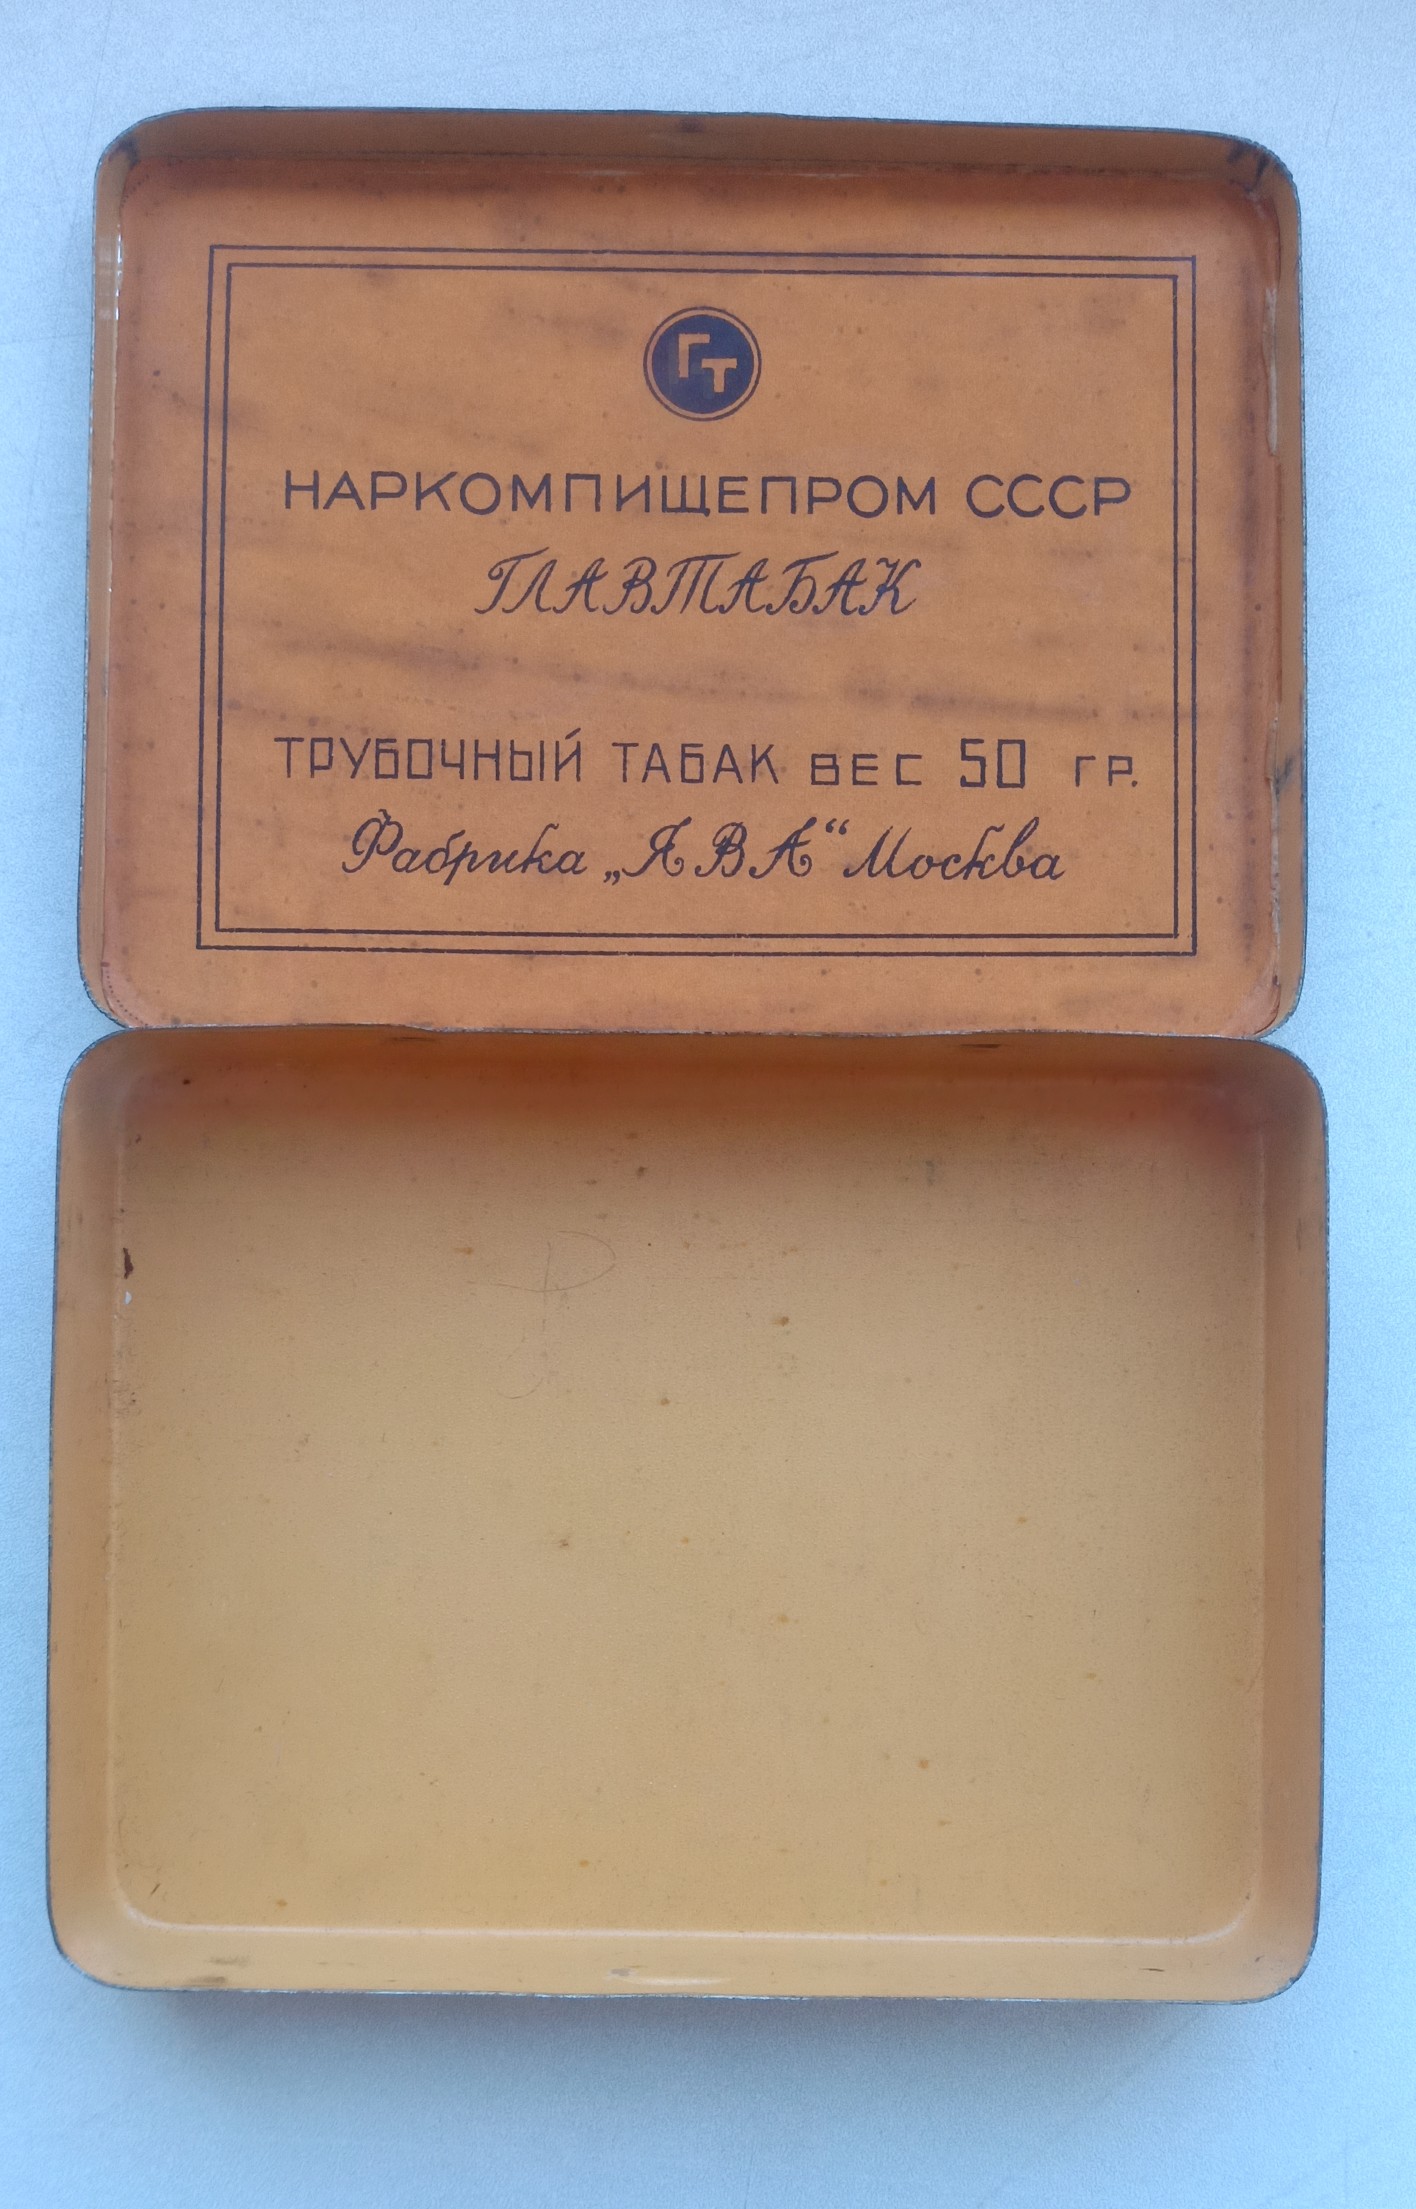 ГТ
НАРКОМПИЩЕПРОМ СССР
ГЛАВТАБАК
ТРУБОЧНЫЙ ТАБАК ВЕС 50 ГР.
Фабрика „ЯВА“ Москва